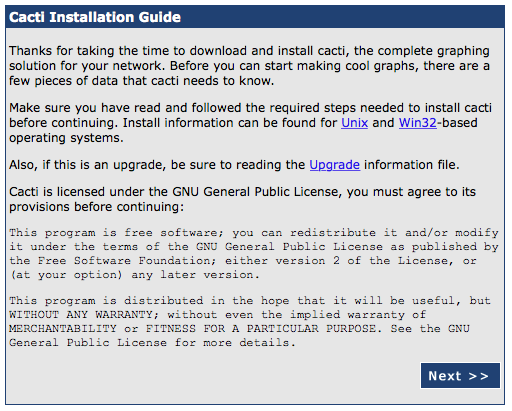 Cacti Installation Guide
Thanks for taking the time to download and install cacti, the complete graphing
solution for your network. Before you can start making cool graphs, there are a
few pieces of data that cacti needs to know.
Make sure you have read and followed the required steps needed to install cacti
before continuing. Install information can be found for Unix and Win32-based
operating systems.
Also, if this is an upgrade, be sure to reading the Upgrade information file.
Cacti is licensed under the GNU General Public License, you must agree to its
provisions before continuing:
This program is free software; you can redistribute it and/or modify
it under the terms of the GNU General Public License as published by
the Free Software Foundation; either version 2 of the License, or
(at your option) any later version.
This program is distributed in the hope that it will be useful, but
WITHOUT ANY WARRANTY; without even the implied warranty of
MERCHANTABILITY or FITNESS FOR A PARTICULAR PURPOSE. See the GNU
General Public License for more details.
Next >>